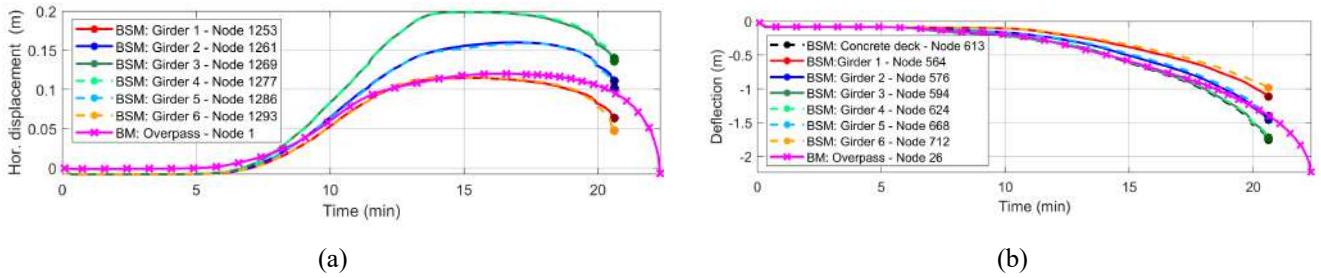 Hor. displacement (m)
0.2
0.15
0.1
0.05
0
BSM: Girder 1 - Node 1253
BSM: Girder 2 - Node 1261
BSM: Girder 3 - Node 1269
BSM: Girder 4 - Node 1277
BSM: Girder 5 - Node 1286
BSM: Girder 6 - Node 1293
BM: Overpass - Node 1
0 5 10 15 20
Time (min)
(a)
Deflection (m)
0
-0.5
-1
-1.5
-2
BSM: Concrete deck - Node 613
BSM:Girder 1 - Node 564
BSM: Girder 2 - Node 576
BSM: Girder 3 - Node 594
BSM: Girder 4 - Node 624
BSM: Girder 5 - Node 668
BSM: Girder 6 - Node 712
BM: Overpass - Node 26
0 5 10 15 20
Time (min)
(b)